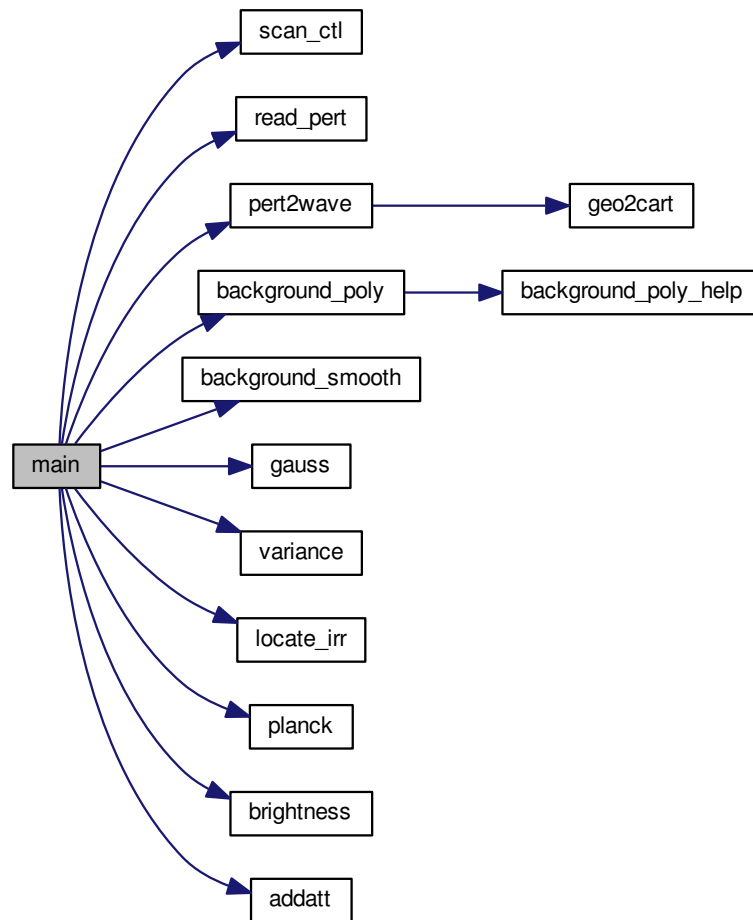 scan_ctl
read_pert
pert2wave
geo2cart
background_poly
background_poly_help
background_smooth
main
gauss
variance
locate_irr
planck
brightness
addatt